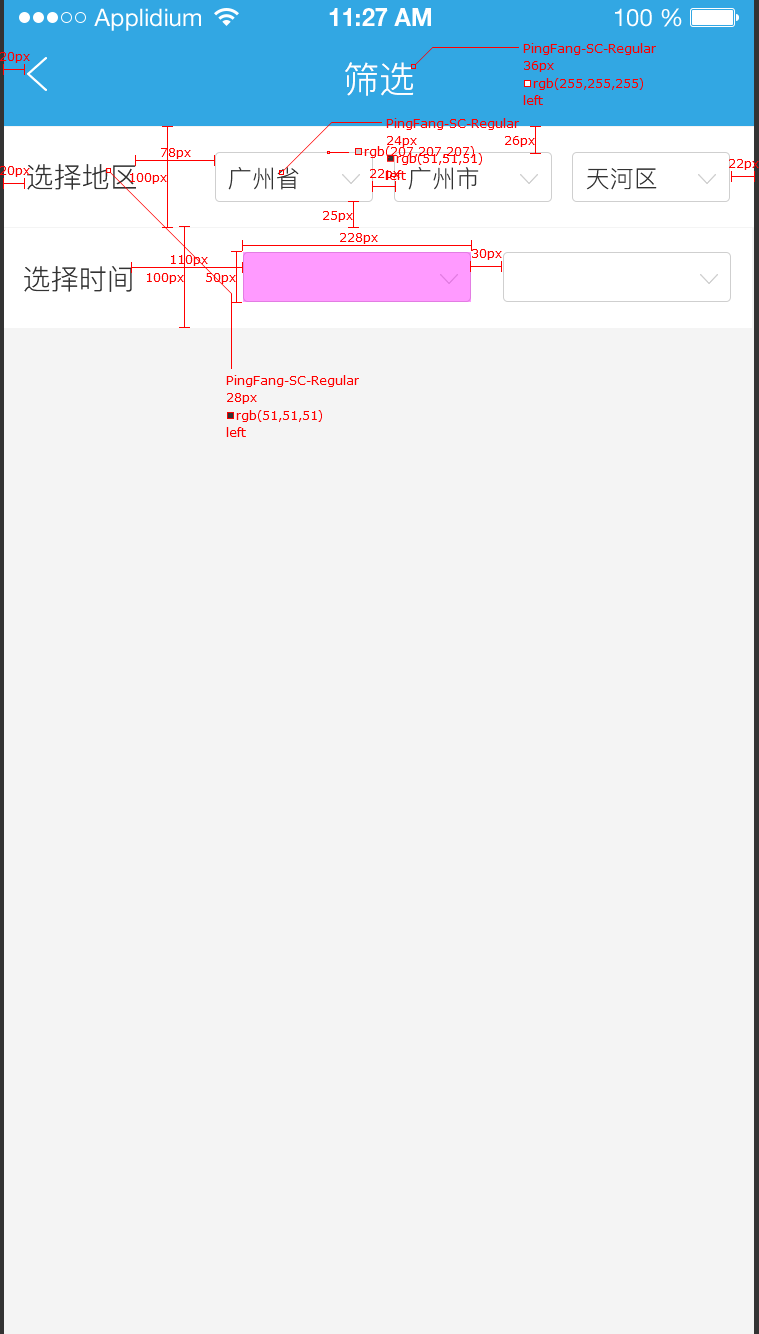 Applidium 11:27 AM 100 %
20px
筛选
PingFang-SC-Regular
36px
rgb(255,255,255)
left
PingFang-SC-Regular
24px
rgb(207,207,207)
rgb(51,51,51)
left
26px
20px
选择地区
78px
100px
广州省
22px
广州市
天河区
22px
25px
228px
选择时间
110px
100px
50px
30px
PingFang-SC-Regular
28px
rgb(51,51,51)
left